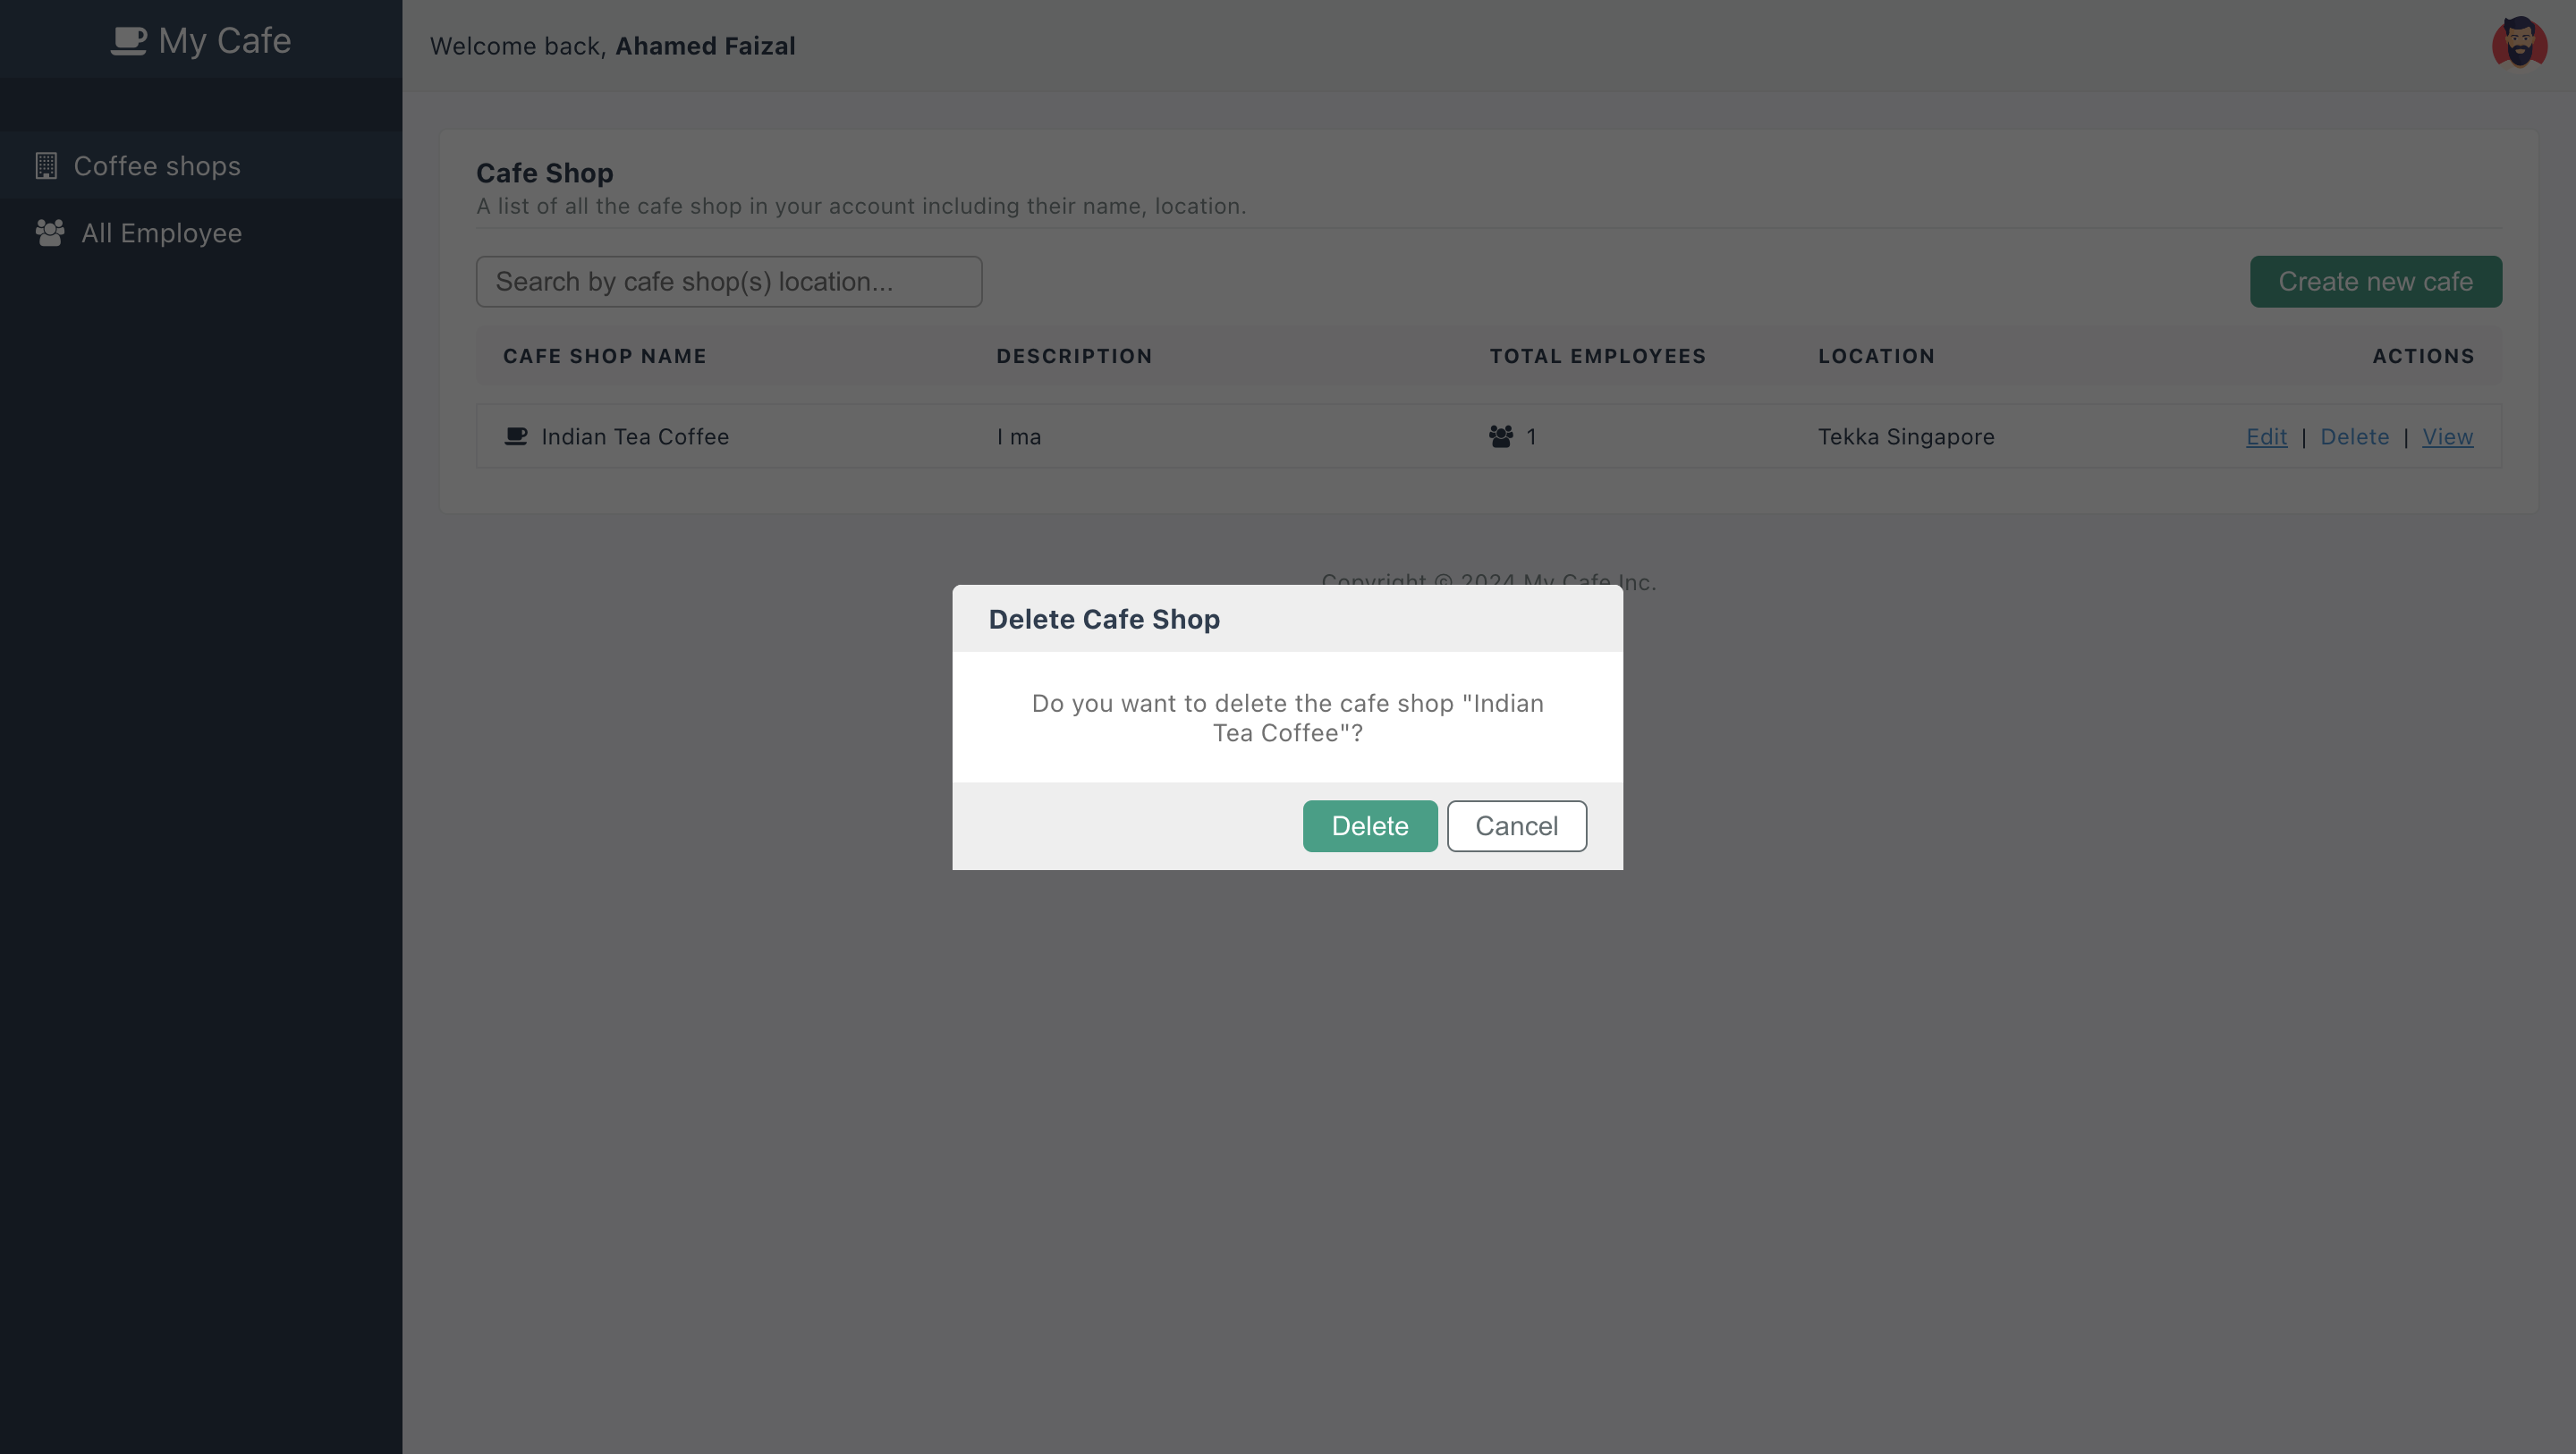 My Cafe
Welcome back, Ahamed Faizal
Coffee shops
All Employee
Cafe Shop
A list of all the cafe shop in your account including their name, location.
Search by cafe shop(s) location...
Create new cafe
CAFE SHOP NAME DESCRIPTION TOTAL EMPLOYEES LOCATION ACTIONS
Indian Tea Coffee I ma 1 Tekka Singapore Edit | Delete | View
Copyright © 2024 My Cafe Inc.
Delete Cafe Shop
Do you want to delete the cafe shop "Indian
Tea Coffee"?
Delete Cancel